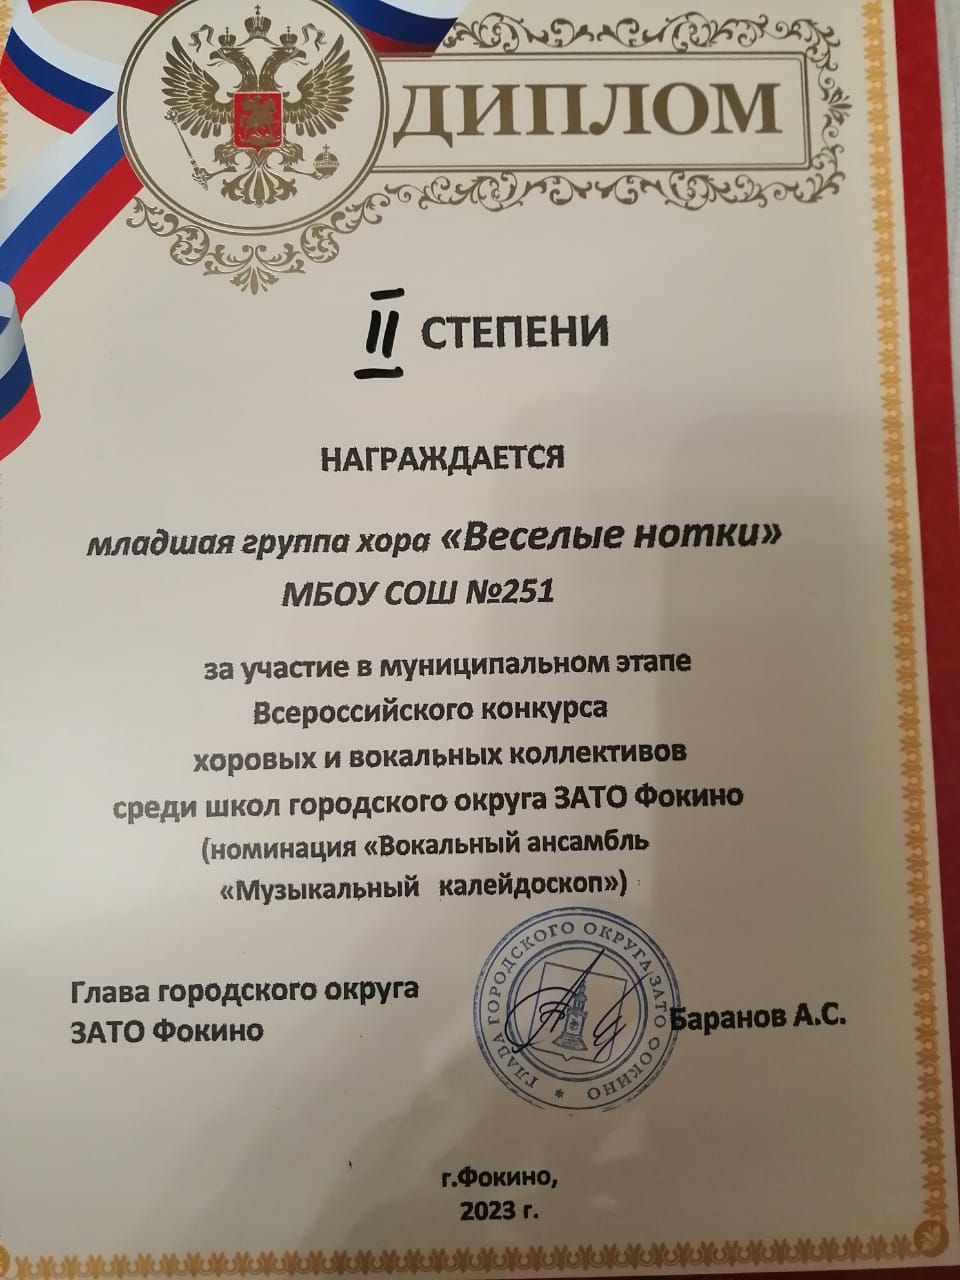 ДИПЛОМ
II СТЕПЕНИ
НАГРАЖДАЕТСЯ
младшая группа хора «Веселые нотки»
МБОУ СОШ №251
за участие в муниципальном этапе
Всероссийского конкурса
хоровых и вокальных коллективов
среди школ городского округа ЗАТО Фокино
(номинация «Вокальный ансамбль
«Музыкальный калейдоскоп»)
Глава городского округа
ЗАТО Фокино
ГЛАВА ГОРОДСКОГО ОКРУГА ЗАТО ФОКИНО *
Баранов А.С.
г.Фокино,
2023 г.